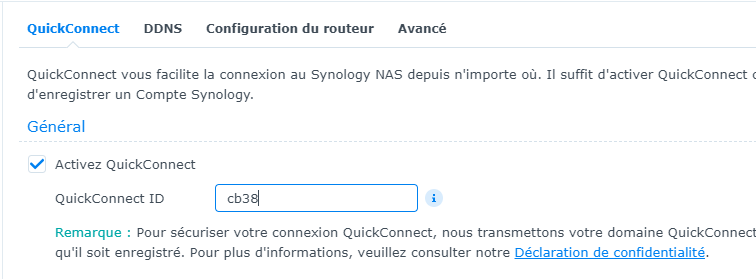 QuickConnect DDNS Configuration du routeur Avancé
QuickConnect vous facilite la connexion au Synology NAS depuis n'importe où. Il suffit d'activer QuickConnect
d'enregistrer un Compte Synology.
Général
Activez QuickConnect
QuickConnect ID cb38
Remarque : Pour sécuriser votre connexion QuickConnect, nous transmettons votre domaine QuickConnect
qu'il soit enregistré. Pour plus d'informations, veuillez consulter notre Déclaration de confidentialité.